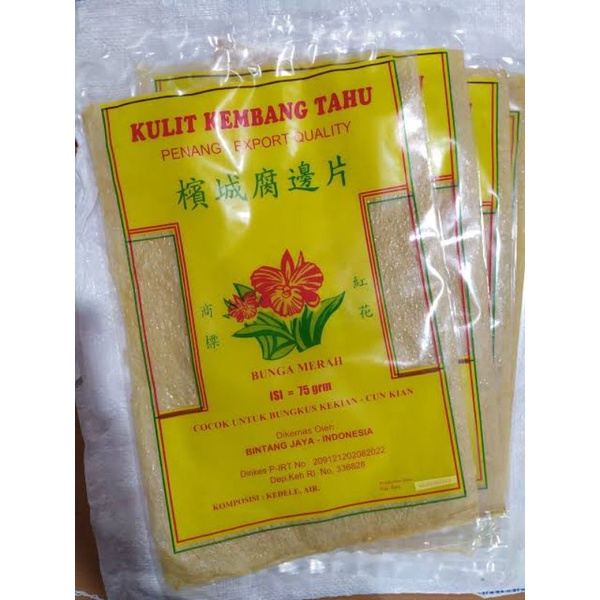 KULIT KEMBANG TAHU
PENANG EXPORT QUALITY
檳城腐邊片
商標
紅花
BUNGA MERAH
ISI = 75 grm
COCOK UNTUK BUNGKUS KEKIAN - CUN KIAN
Dikemas Oleh :
BINTANG JAYA - INDONESIA
Dinkes P-IRT No : 209121202082022
Dep.Keh RI No. 336828
KOMPOSISI : KEDELE, AIR.